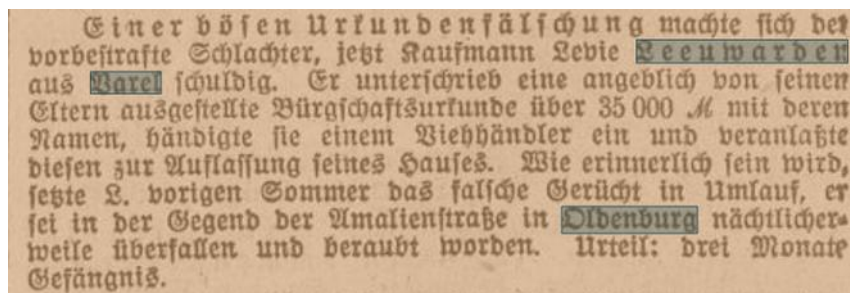 Einer bösen Urkundenfälschung machte sich der
vorbestrafte Schlachter, jetzt Kaufmann Levie Leeuwarden
aus Varel schuldig. Er unterschrieb eine angeblich von seinen
Eltern ausgestellte Bürgschaftsurkunde über 35 000 ℳ mit deren
Namen, händigte sie einem Viehhändler ein und veranlaßte
diesen zur Auflassung seines Hauses. Wie erinnerlich sein wird,
setzte L. vorigen Sommer das falsche Gerücht in Umlauf, er
sei in der Gegend der Amalienstraße in Oldenburg nächtlicher-
weile überfallen und beraubt worden. Urteil: drei Monate
Gefängnis.